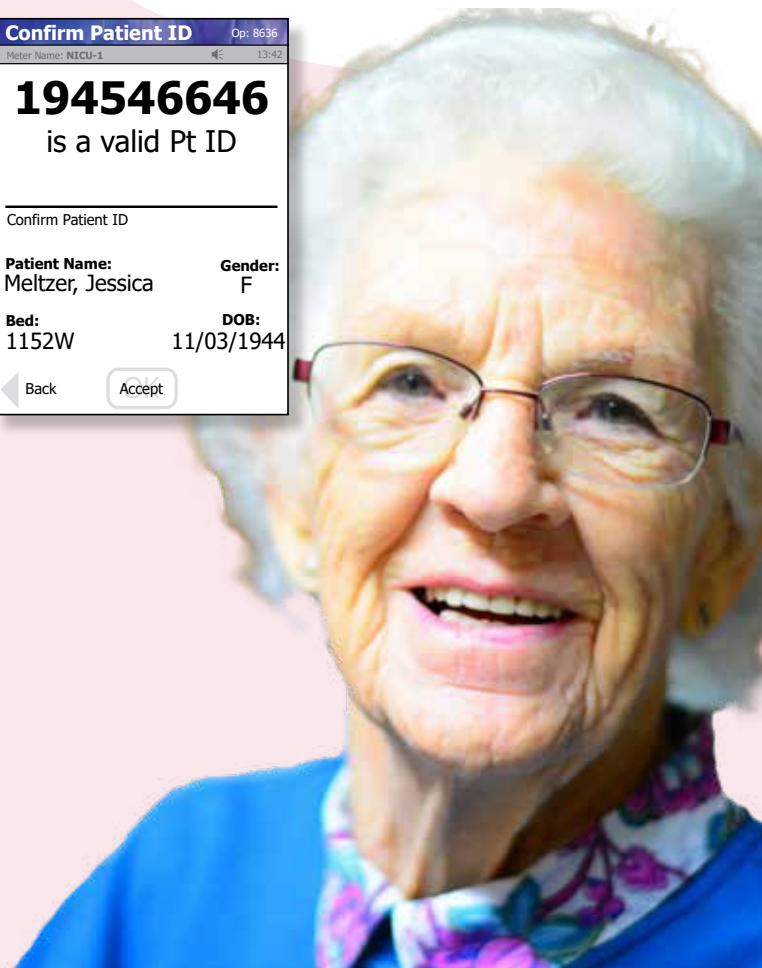 Confirm Patient ID Op: 8636
Meter Name: NICU-1 13:42
194546646
is a valid Pt ID
Confirm Patient ID
Patient Name: Gender:
Meltzer, Jessica F
Bed: DOB:
1152W 11/03/1944
Back Accept OK